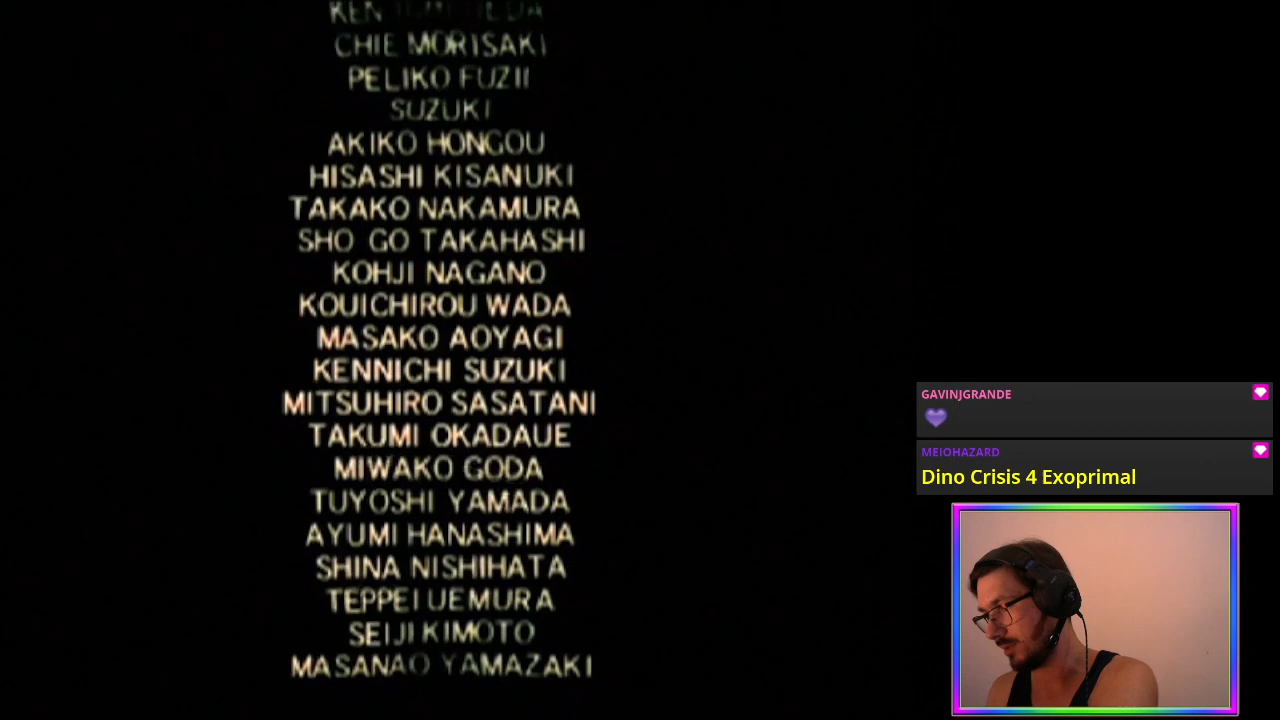 CHIE MORISAKI
PELIKO FUZII
SUZUKI
AKIKO HONGOU
HISASHI KISANUKI
TAKAKO NAKAMURA
SHO GO TAKAHASHI
KOHJI NAGANO
KOUICHIROU WADA
MASAKO AOYAGI
KENNICHI SUZUKI
MITSUHIRO SASATANI
TAKUMI OKADAUE
MIWAKO GODA
TUYOSHI YAMADA
AYUMI HANASHIMA
SHINA NISHIHATA
TEPPEI UEMURA
SEIJI KIMOTO
MASANAO YAMAZAKI
GAVINJGRANDE
MEIOHAZARD
Dino Crisis 4 Exoprimal